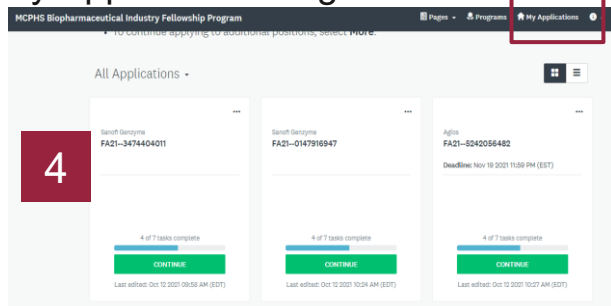 MCPHS Biopharmaceutical Industry Fellowship Program
Pages
Programs
My Applications
To continue applying to additional positions, select More.
All Applications
4
Sanofi Genzyme
FA21--3474404011
4 of 7 tasks complete
CONTINUE
Last edited: Oct 12 2021 09:58 AM (EDT)
Sanofi Genzyme
FA21--0147916947
4 of 7 tasks complete
CONTINUE
Last edited: Oct 12 2021 10:24 AM (EDT)
Agios
FA21--5242056482
Deadline: Nov 19 2021 11:59 PM (EST)
4 of 7 tasks complete
CONTINUE
Last edited: Oct 12 2021 10:27 AM (EDT)